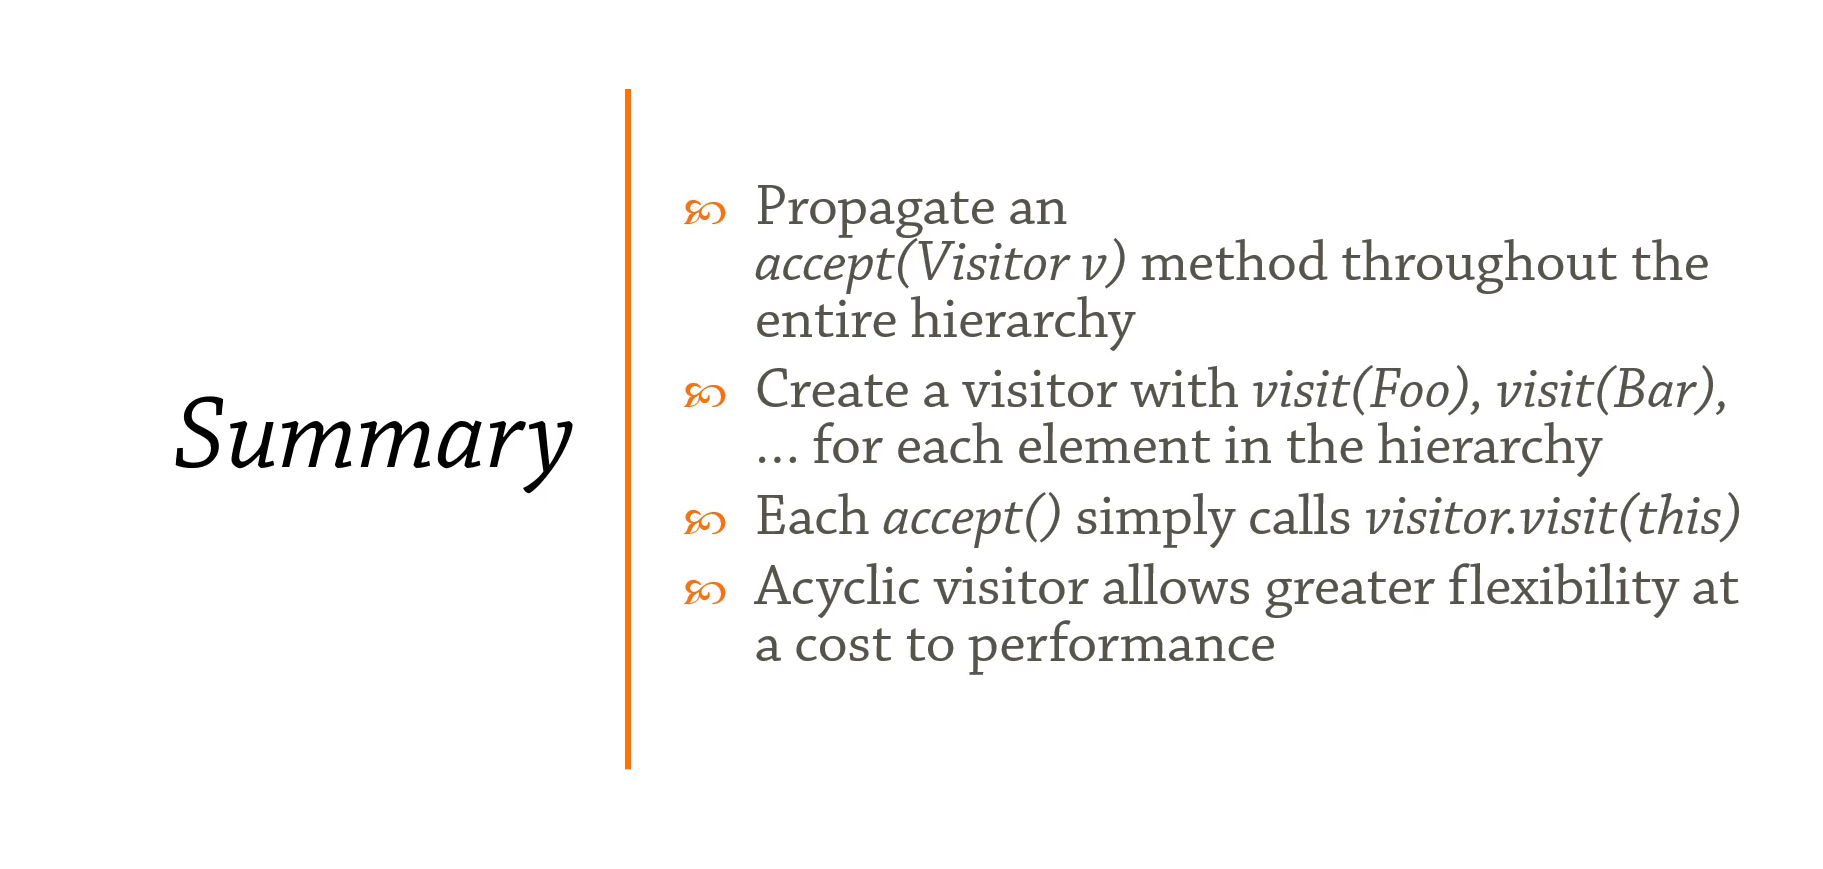 Summary
Propagate an
accept(Visitor v) method throughout the
entire hierarchy
Create a visitor with visit(Foo), visit(Bar),
... for each element in the hierarchy
Each accept() simply calls visitor.visit(this)
Acyclic visitor allows greater flexibility at
a cost to performance